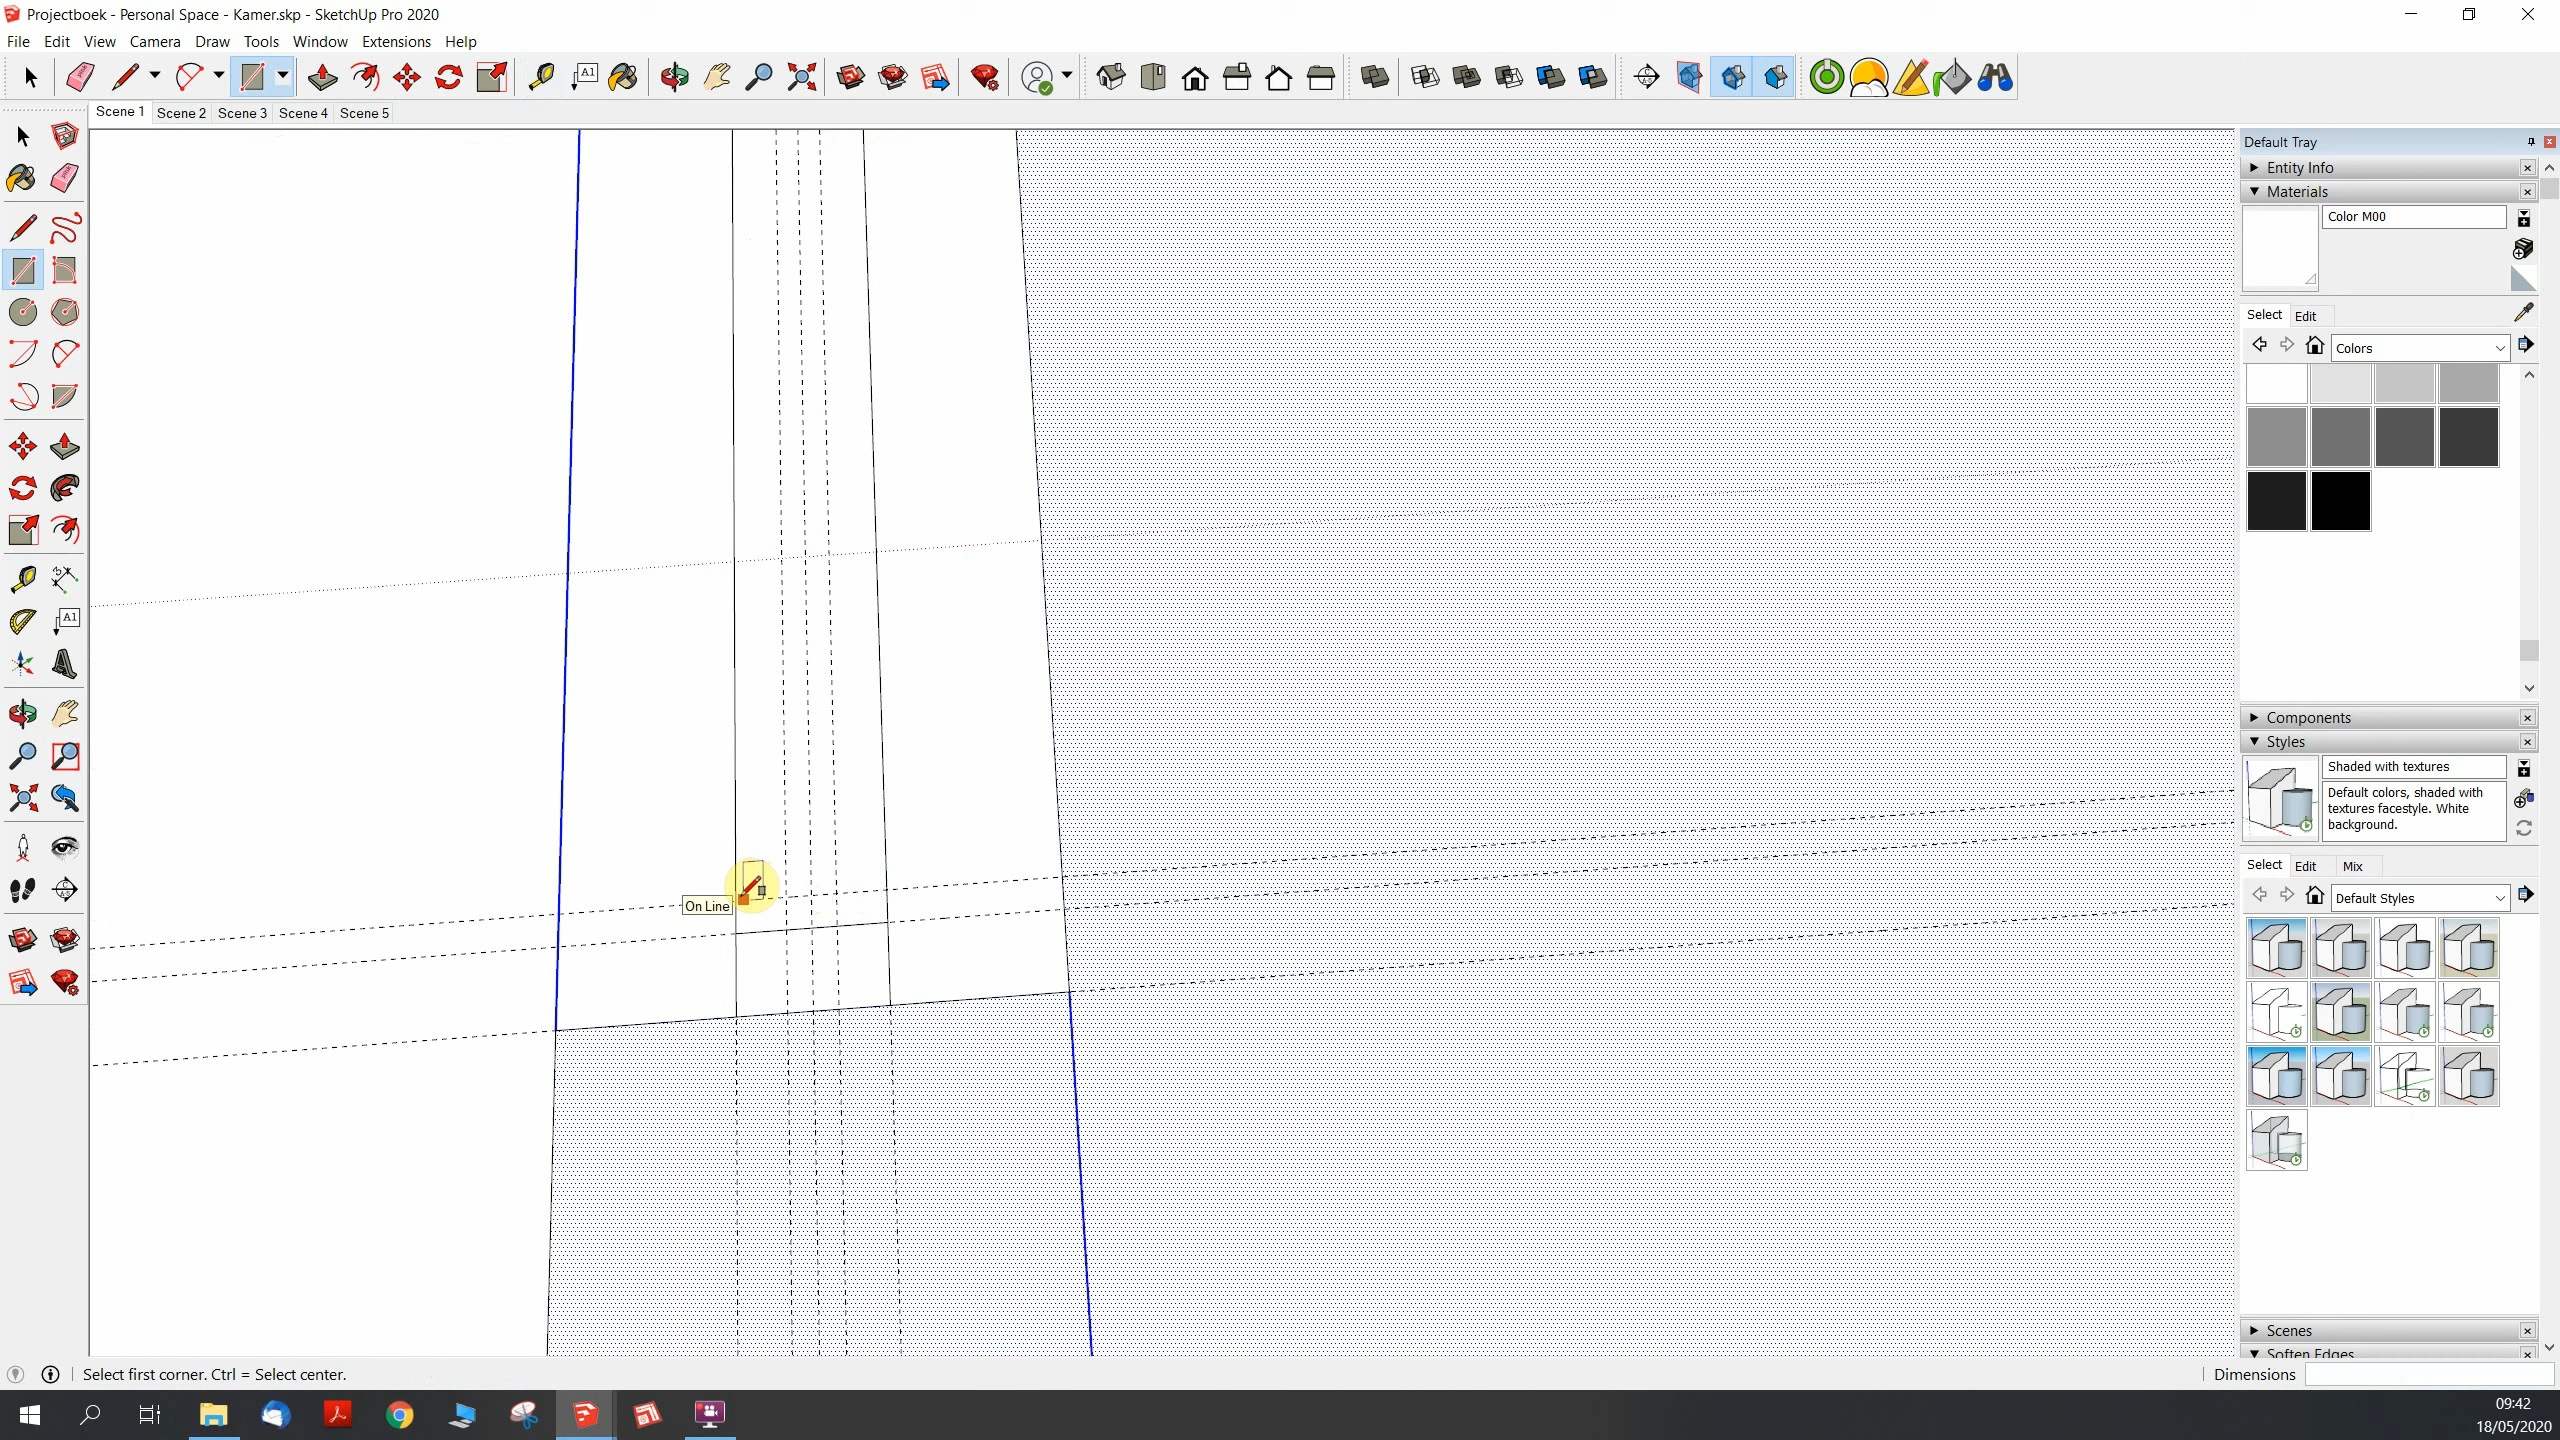 Projectboek - Personal Space - Kamer.skp - SketchUp Pro 2020
File Edit View Camera Draw Tools Window Extensions Help
A1
Scene 1 Scene 2 Scene 3 Scene 4 Scene 5
Default Tray
Entity Info
Materials
Color M00
Select Edit
Colors
A1
Components
Styles
Shaded with textures
Default colors, shaded with
textures facestyle. White
background.
Select Edit Mix
Default Styles
On Line
Scenes
Soften Edges
Select first corner. Ctrl = Select center.
Dimensions
09:42
18/05/2020